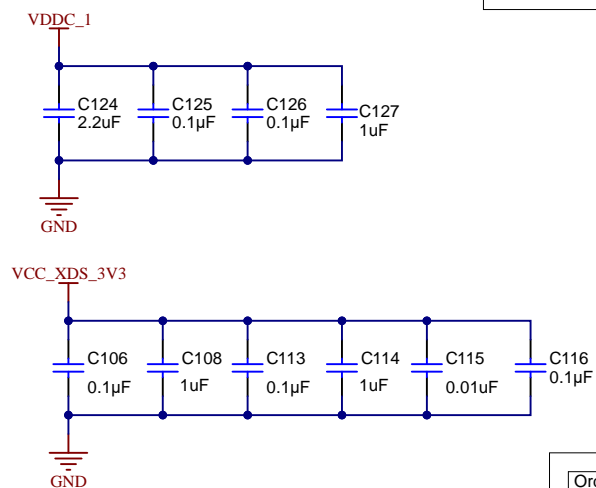 VDDC_1
C124
2.2uF
C125
0.1µF
C126
0.1µF
C127
1uF
GND
VCC_XDS_3V3
C106
0.1µF
C108
1uF
C113
0.1µF
C114
1uF
C115
0.01uF
C116
0.1µF
GND